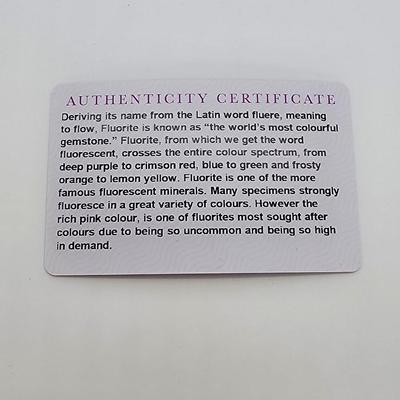 AUTHENTICITY CERTIFICATE
Deriving its name from the Latin word fluere, meaning
to flow, Fluorite is known as “the world's most colourful
gemstone.” Fluorite, from which we get the word
fluorescent, crosses the entire colour spectrum, from
deep purple to crimson red, blue to green and frosty
orange to lemon yellow. Fluorite is one of the more
famous fluorescent minerals. Many specimens strongly
fluoresce in a great variety of colours. However the
rich pink colour, is one of fluorites most sought after
colours due to being so uncommon and being so high
in demand.